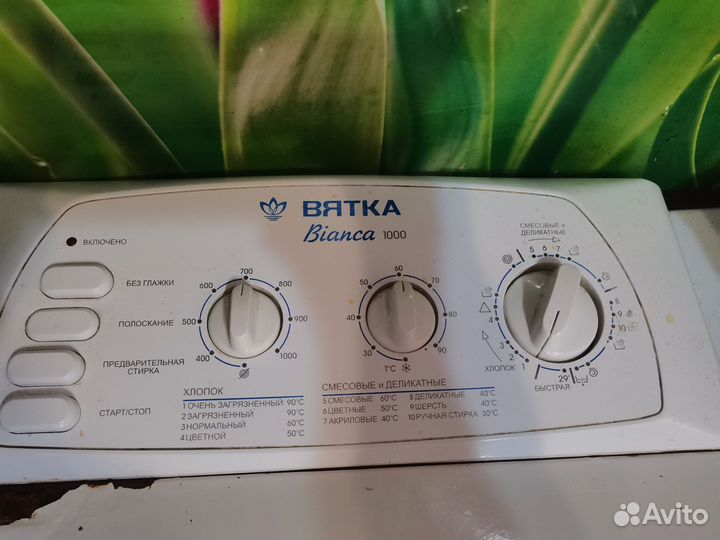 ВЯТКА
Bianca 1000
ВКЛЮЧЕНО
БЕЗ ГЛАЖКИ
ПОЛОСКАНИЕ
ПРЕДВАРИТЕЛЬНАЯ
СТИРКА
СТАРТ/СТОП
400
500
600
700
800
900
1000
1°C
30
40
50
60
70
80
90
СМЕСОВЫЕ и
ДЕЛИКАТНЫЕ
1
2
3
4
5
6
7
8
9
10
ХЛОПОК
БЫСТРАЯ
29'
ХЛОПОК
1 ОЧЕНЬ ЗАГРЯЗНЕННЫЙ 90°C
2 ЗАГРЯЗНЕННЫЙ 90°C
3 НОРМАЛЬНЫЙ 60°C
4 ЦВЕТНОЙ 50°C
СМЕСОВЫЕ и ДЕЛИКАТНЫЕ
5 СМЕСОВЫЕ 60°C 8 ДЕЛИКАТНЫЕ 40°C
6 ЦВЕТНЫЕ 50°C 9 ШЕРСТЬ 40°C
7 АКРИЛОВЫЕ 40°C 10 РУЧНАЯ СТИРКА 30°C
Avito